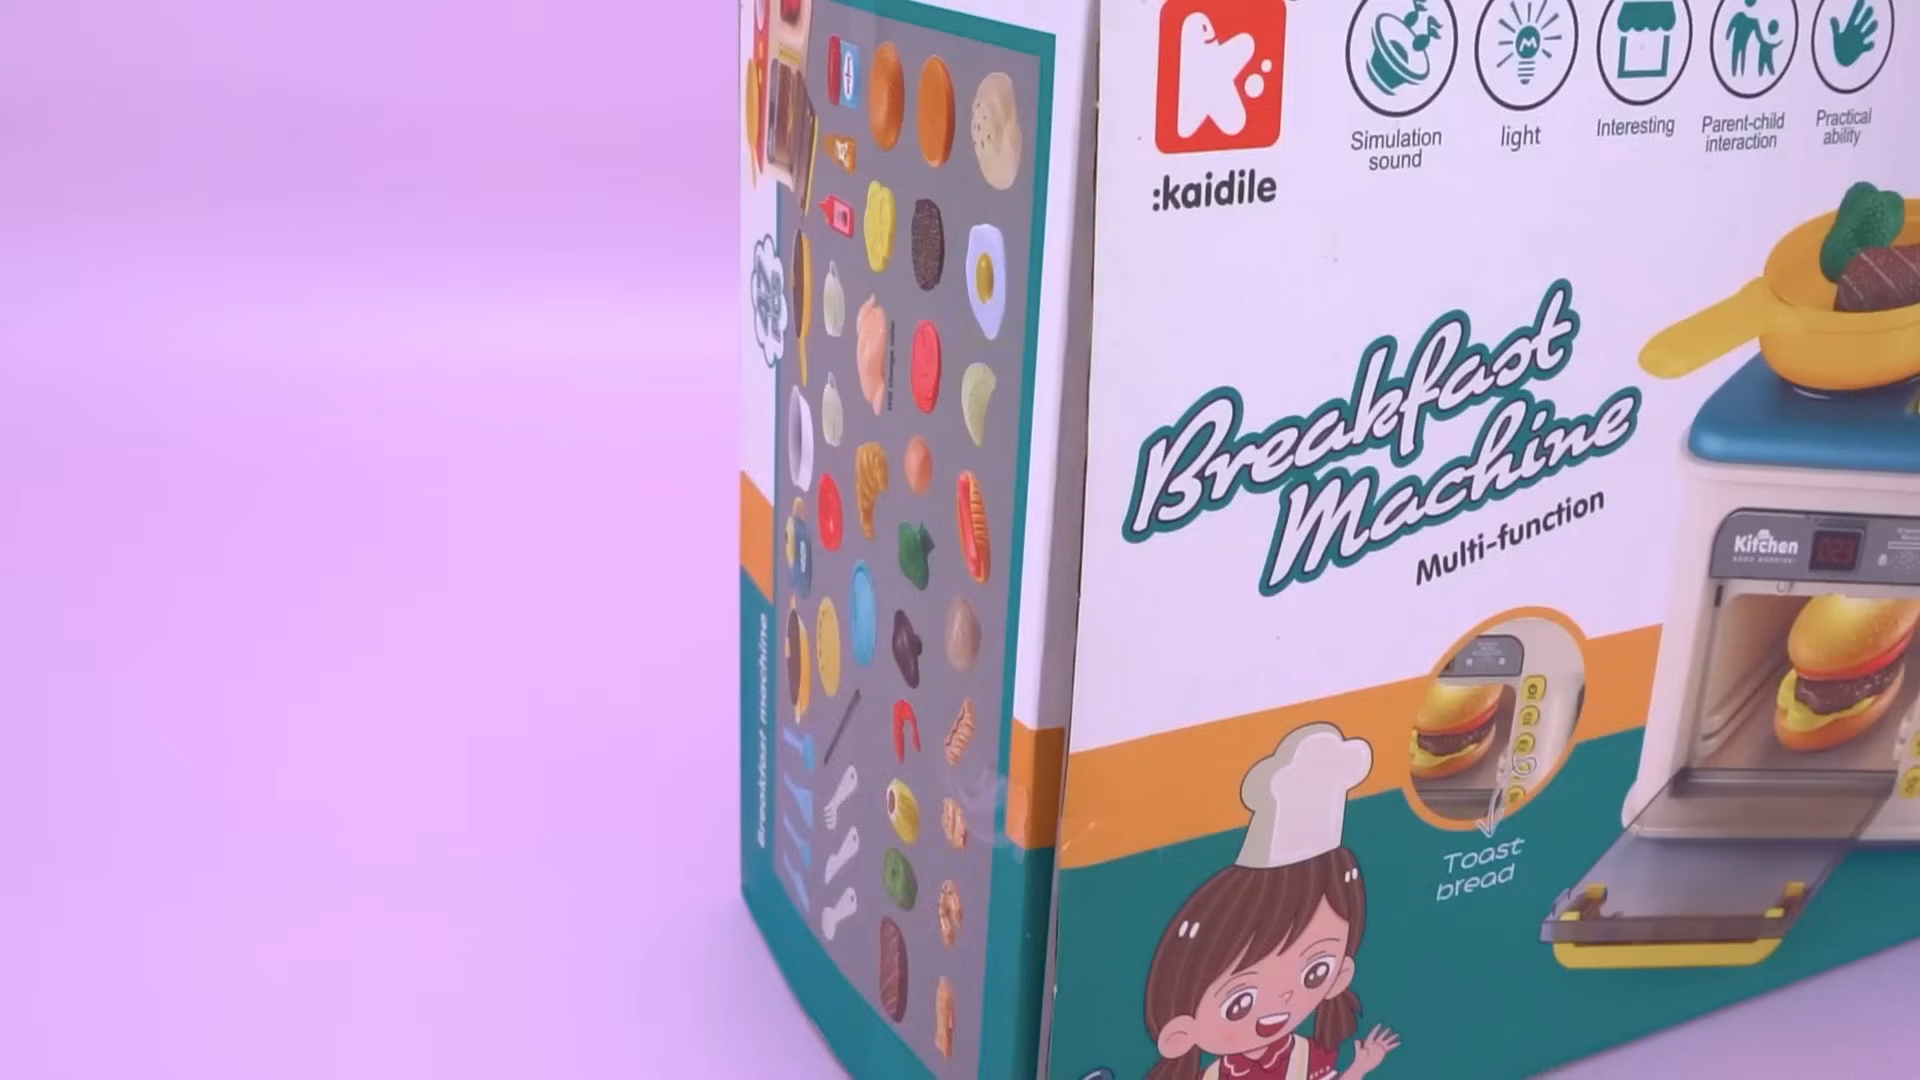 :kaidile
Simulation
sound
light
Interesting
Parent-child
interaction
Practical
ability
Breakfast
Machine
Multi-function
Kitchen
Toast
bread
Breakfast machine